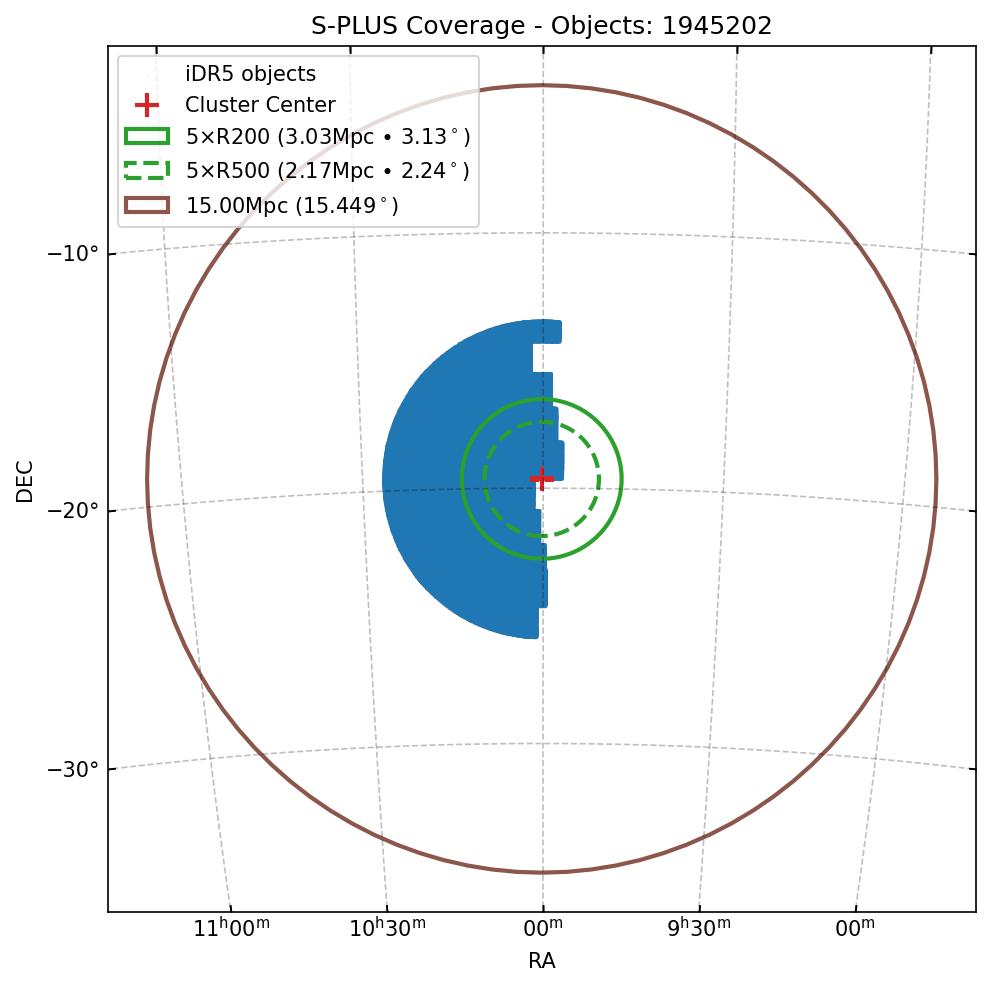 S-PLUS Coverage - Objects: 1945202
iDR5 objects
Cluster Center
5×R200 (3.03Mpc • 3.13°)
5×R500 (2.17Mpc • 2.24°)
15.00Mpc (15.449°)
−10°
−20°
−30°
DEC
11ʰ00ᵐ 10ʰ30ᵐ 00ᵐ 9ʰ30ᵐ 00ᵐ
RA